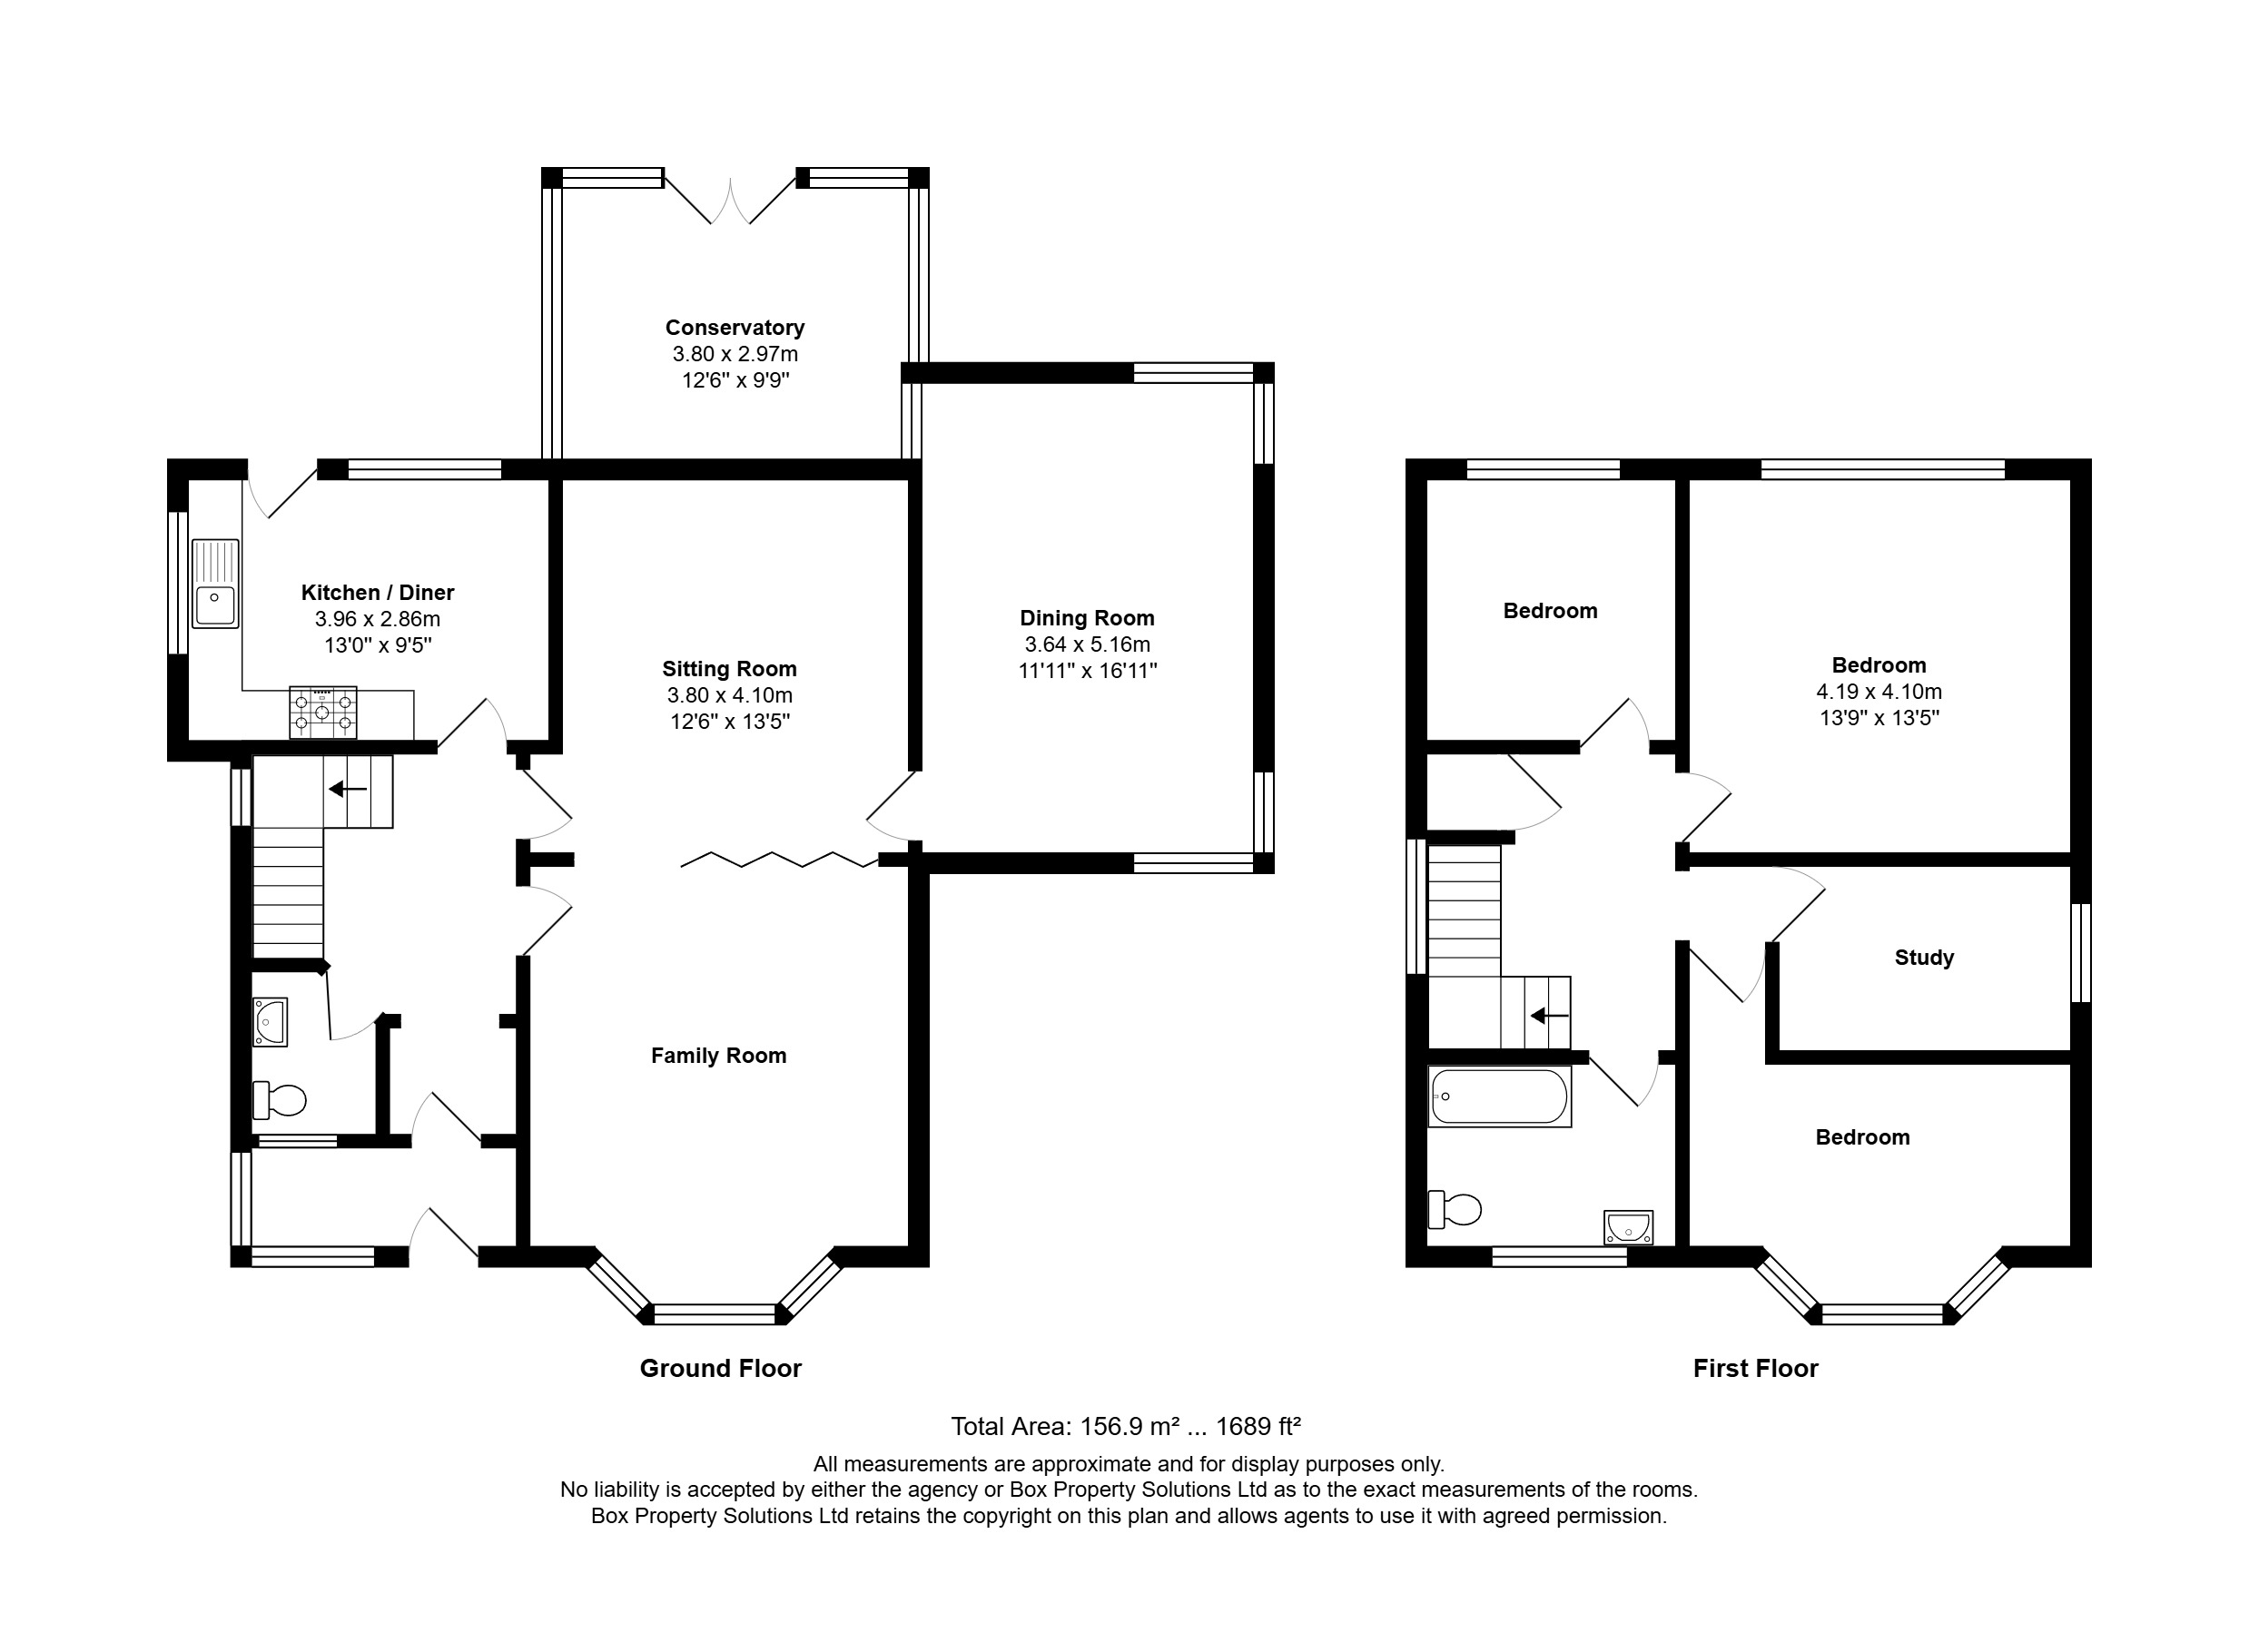 Conservatory
3.80 x 2.97m
12'6" x 9'9"
Kitchen / Diner
3.96 x 2.86m
13'0" x 9'5"
Sitting Room
3.80 x 4.10m
12'6" x 13'5"
Dining Room
3.64 x 5.16m
11'11" x 16'11"
Family Room
Bedroom
Bedroom
4.19 x 4.10m
13'9" x 13'5"
Study
Bedroom
Ground Floor
First Floor
Total Area: 156.9 m² ... 1689 ft²
All measurements are approximate and for display purposes only.
No liability is accepted by either the agency or Box Property Solutions Ltd as to the exact measurements of the rooms.
Box Property Solutions Ltd retains the copyright on this plan and allows agents to use it with agreed permission.